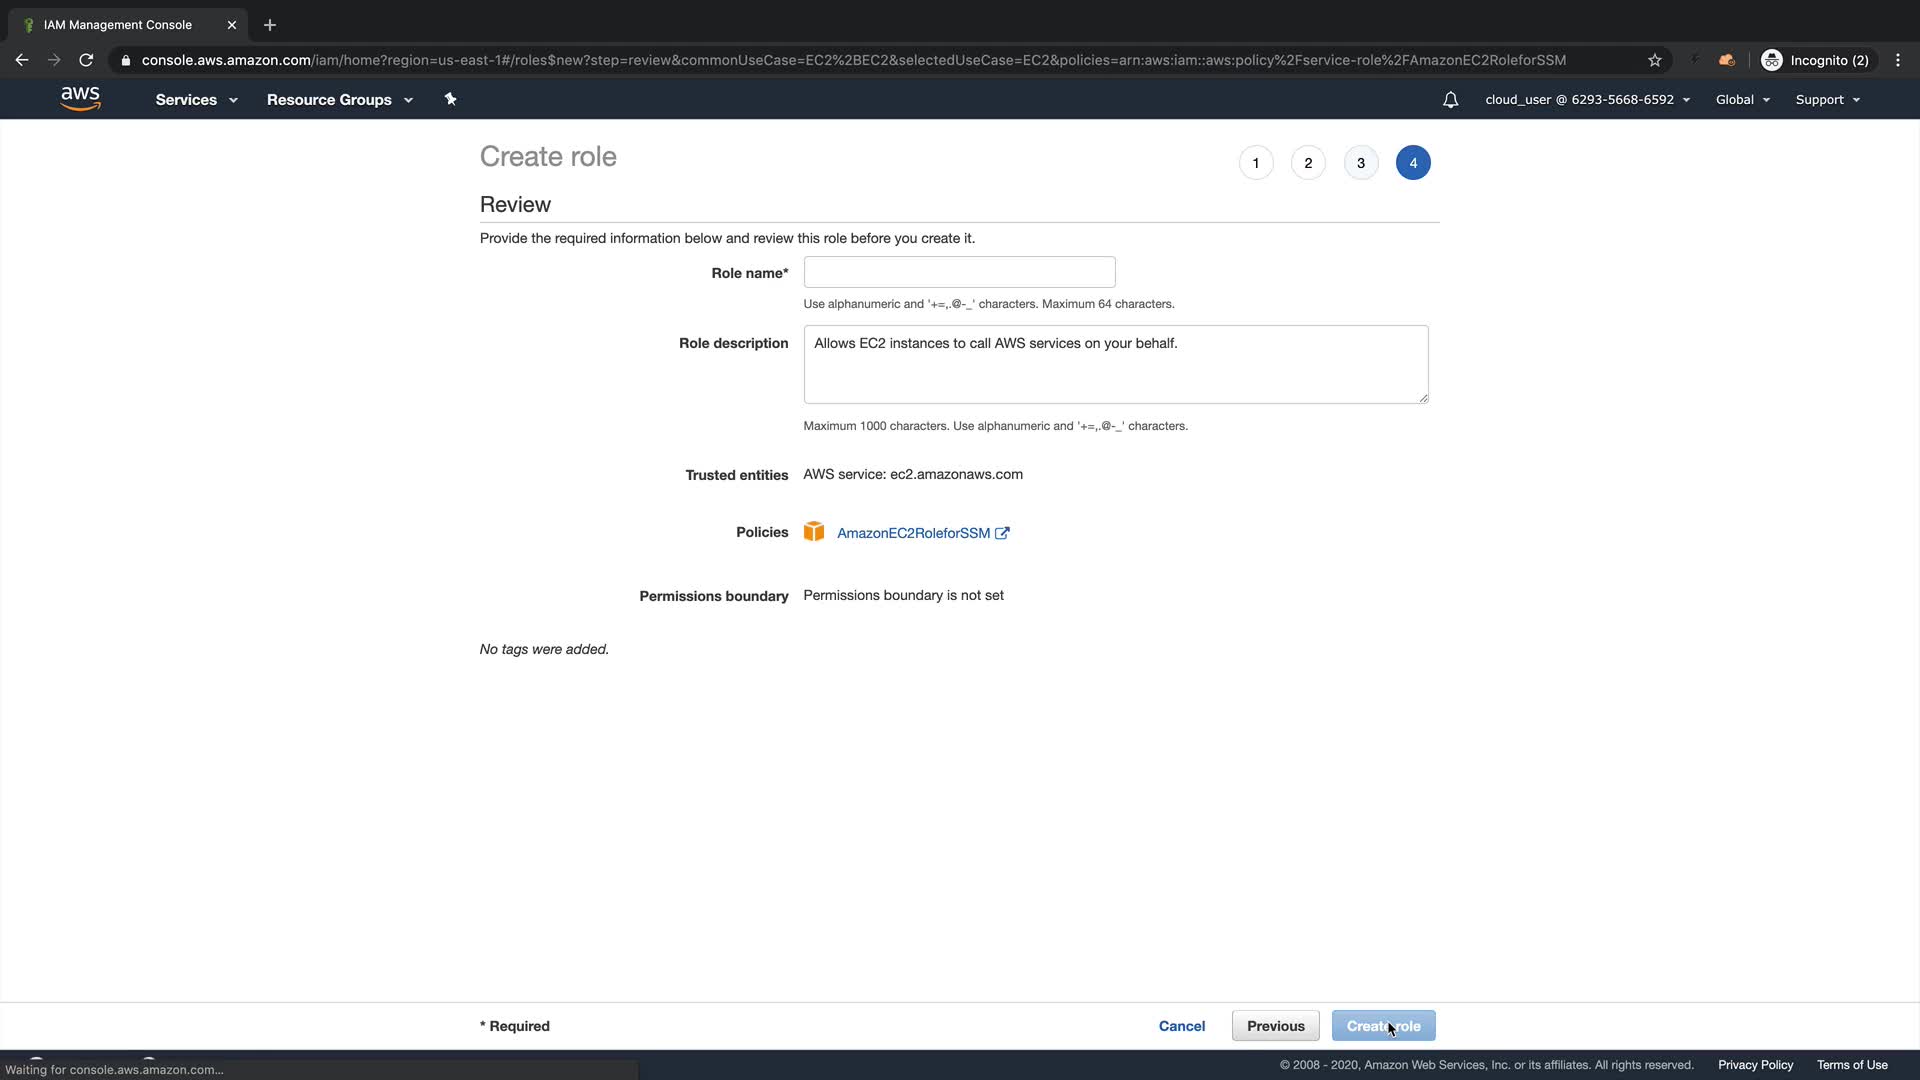 IAM Management Console
console.aws.amazon.com/iam/home?region=us-east-1#/roles$new?step=review&commonUseCase=EC2%2BEC2&selectedUseCase=EC2&policies=arn:aws:iam::aws:policy%2Fservice-role%2FAmazonEC2RoleforSSM
Incognito (2)
aws Services Resource Groups cloud_user @ 6293-5668-6592 Global Support
Create role 1 2 3 4
Review
Provide the required information below and review this role before you create it.
Role name*
Use alphanumeric and '+=,.@-_' characters. Maximum 64 characters.
Role description Allows EC2 instances to call AWS services on your behalf.
Maximum 1000 characters. Use alphanumeric and '+=,.@-_' characters.
Trusted entities AWS service: ec2.amazonaws.com
Policies AmazonEC2RoleforSSM
Permissions boundary Permissions boundary is not set
No tags were added.
* Required Cancel Previous Create role
Waiting for console.aws.amazon.com...
© 2008 - 2020, Amazon Web Services, Inc. or its affiliates. All rights reserved. Privacy Policy Terms of Use